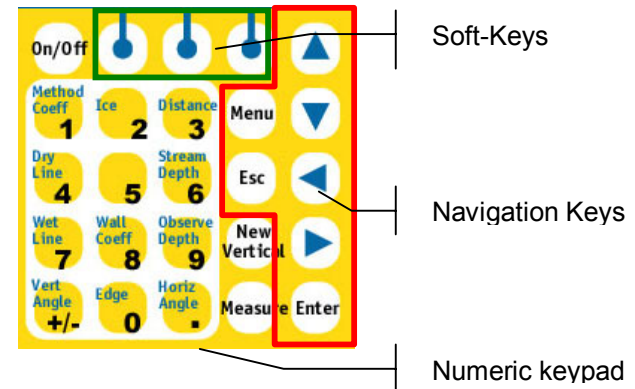 On/Off
Soft-Keys
Method
Coeff
1
Ice
2
Distance
3
Menu
Dry
Line
4
5
Stream
Depth
6
Esc
Navigation Keys
Wet
Line
7
Wall
Coeff
8
Observe
Depth
9
New
Vertical
Vert
Angle
+/-
Edge
0
Horiz
Angle
.
Measure
Enter
Numeric keypad